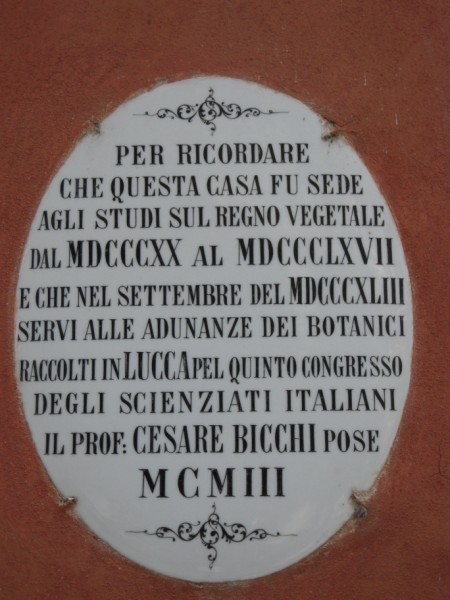 PER RICORDARE
CHE QUESTA CASA FU SEDE
AGLI STUDI SUL REGNO VEGETALE
DAL MDCCCXX AL MDCCCLXVII
E CHE NEL SETTEMBRE DEL MDCCCXLIII
SERVI ALLE ADUNANZE DEI BOTANICI
RACCOLTI IN LUCCA PEL QUINTO CONGRESSO
DEGLI SCIENZIATI ITALIANI
IL PROF: CESARE BICCHI POSE
MCMIII